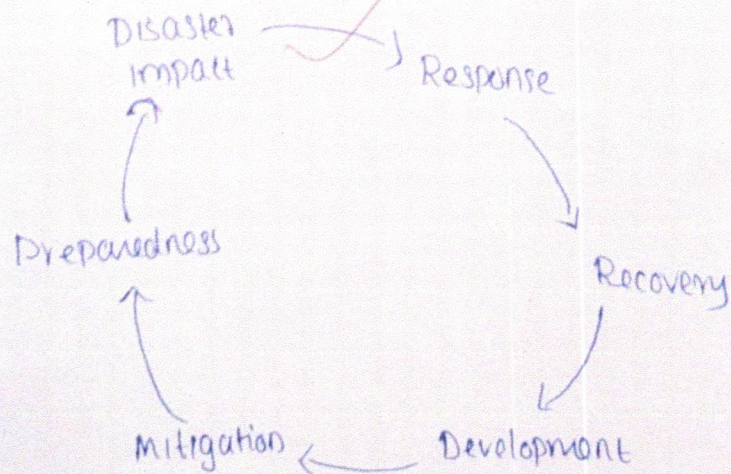 Disaster
impact
Response
Preparedness
Recovery
Mitigation
Development